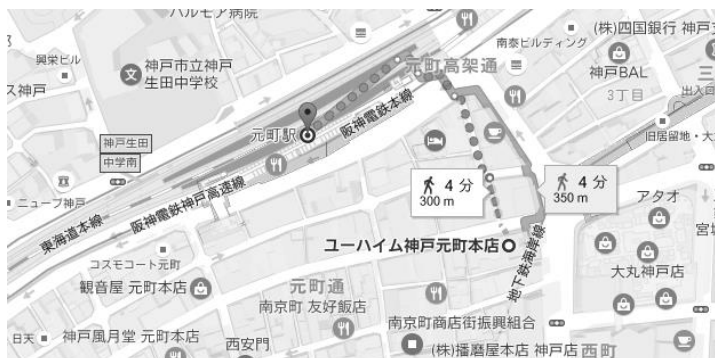 ハルモア病院
(株)四国銀行 神戸支
興栄ビル
南泰ビルディング
神戸市立神戸
生田中学校
元町高架通
神戸BAL
ス神戸
3丁目
三
出入口
阪神電鉄本線
元町駅
神戸生田
中学南
旧居留地・大
4 分
300 m
4 分
350 m
ニューブ神戸
アタオ
阪神電鉄神戸高速線
東海道本線
ユーハイム神戸元町本店
地下鉄海岸線
宮城
コスモコート元町
大丸神戸店
観音屋 元町本店
元町通
南京町 友好飯店
南京町商店街振興組合
日天
神戸風月堂 元町本店
西安門
(株)播磨屋本店 神戸店
西町